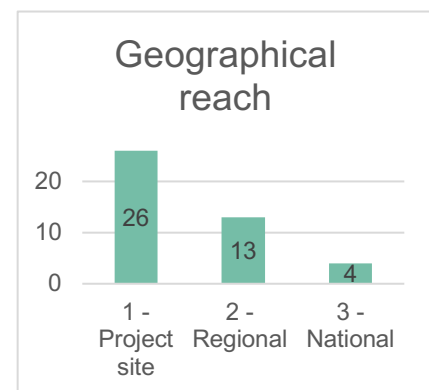 Geographical
reach
20
10
0
26
13
4
1 -
Project
site
2 -
Regional
3 -
National